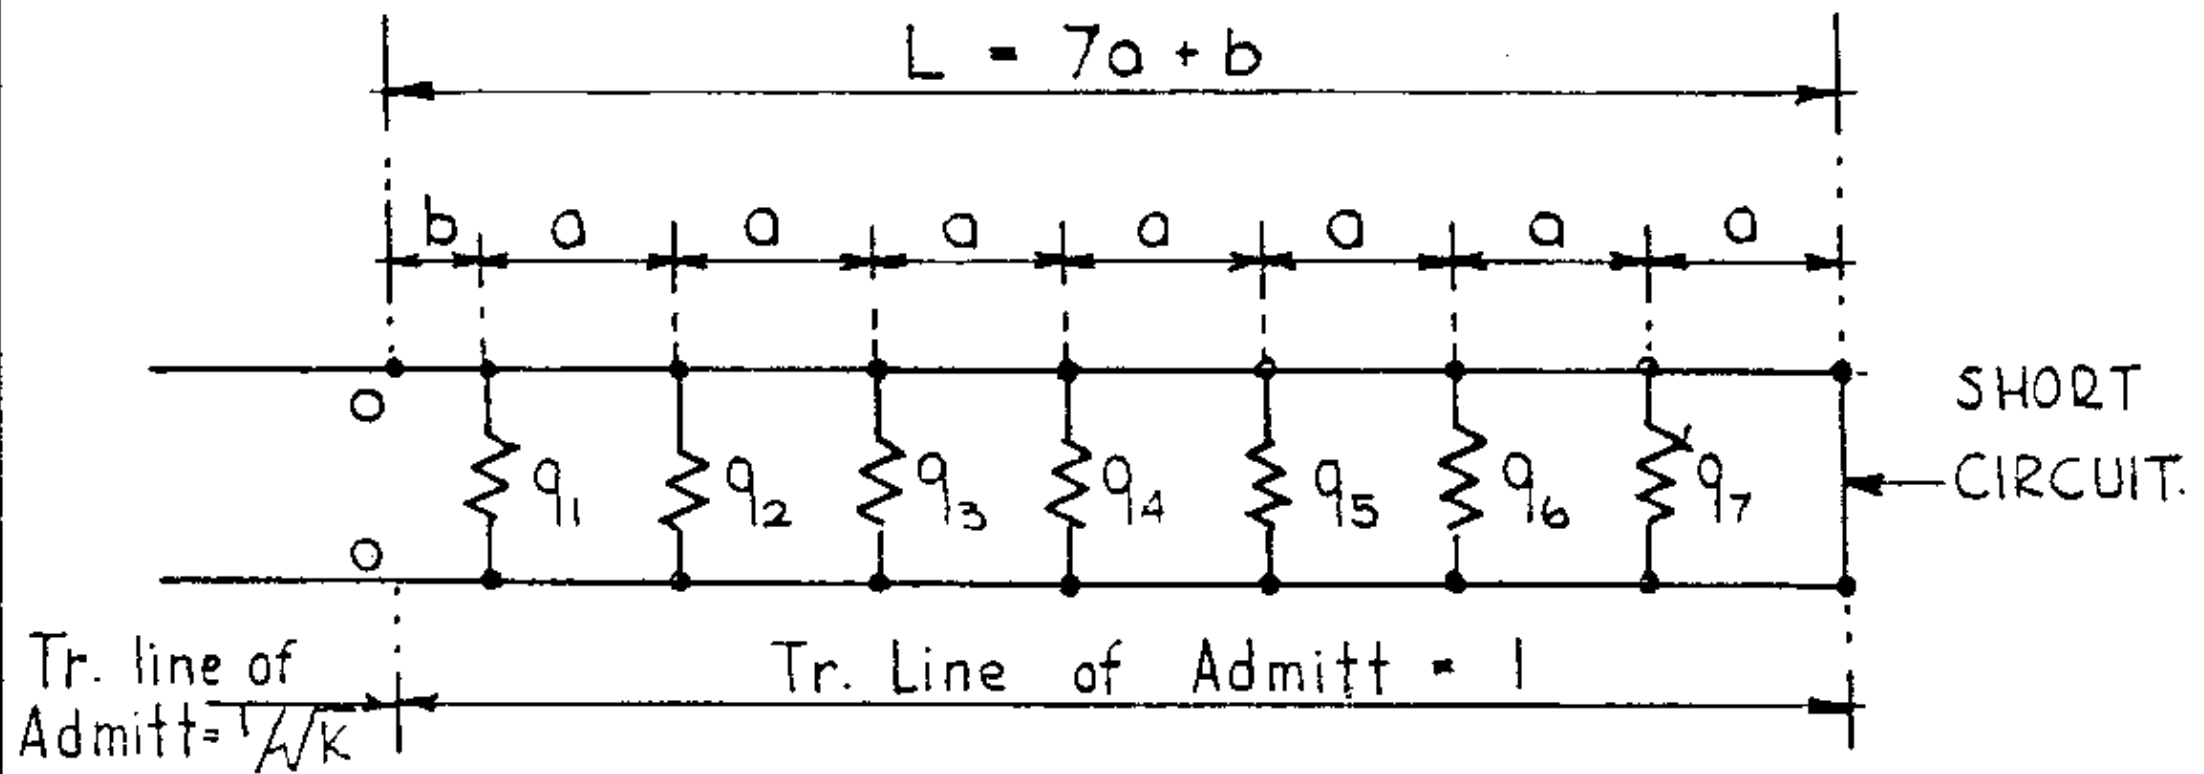 L = 7a + b
b a a a a a a a
O
q1 q2 q3 q4 q5 q6 q7
O
SHORT
CIRCUIT.
Tr. line of
Admitt = 1/√K
Tr. Line of Admitt = 1